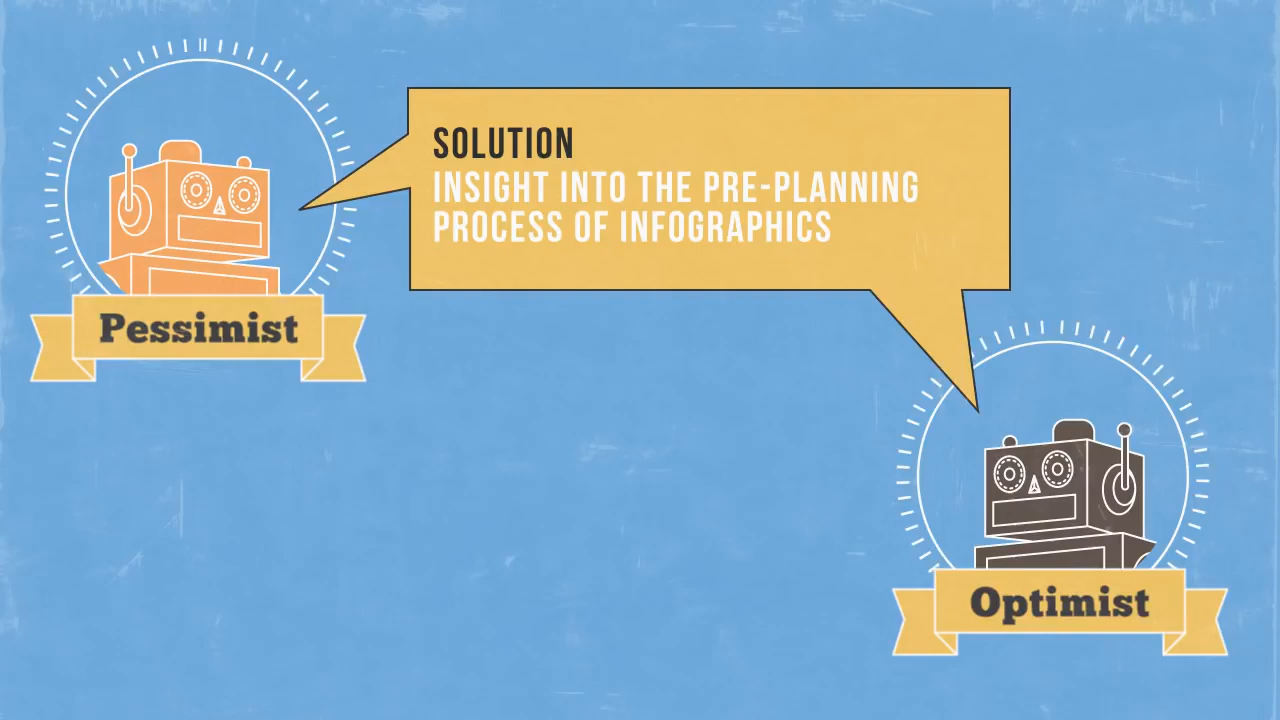 SOLUTION
INSIGHT INTO THE PRE-PLANNING
PROCESS OF INFOGRAPHICS
Pessimist
Optimist